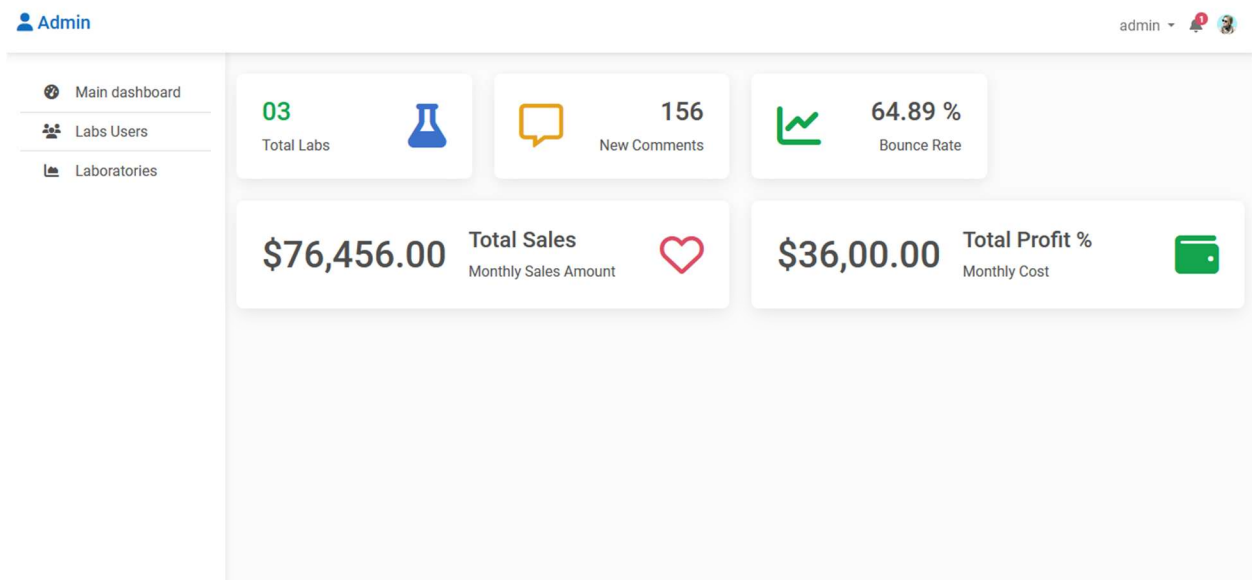 Admin
admin
1
Main dashboard
Labs Users
Laboratories
03
Total Labs
156
New Comments
64.89 %
Bounce Rate
$76,456.00
Total Sales
Monthly Sales Amount
$36,00.00
Total Profit %
Monthly Cost